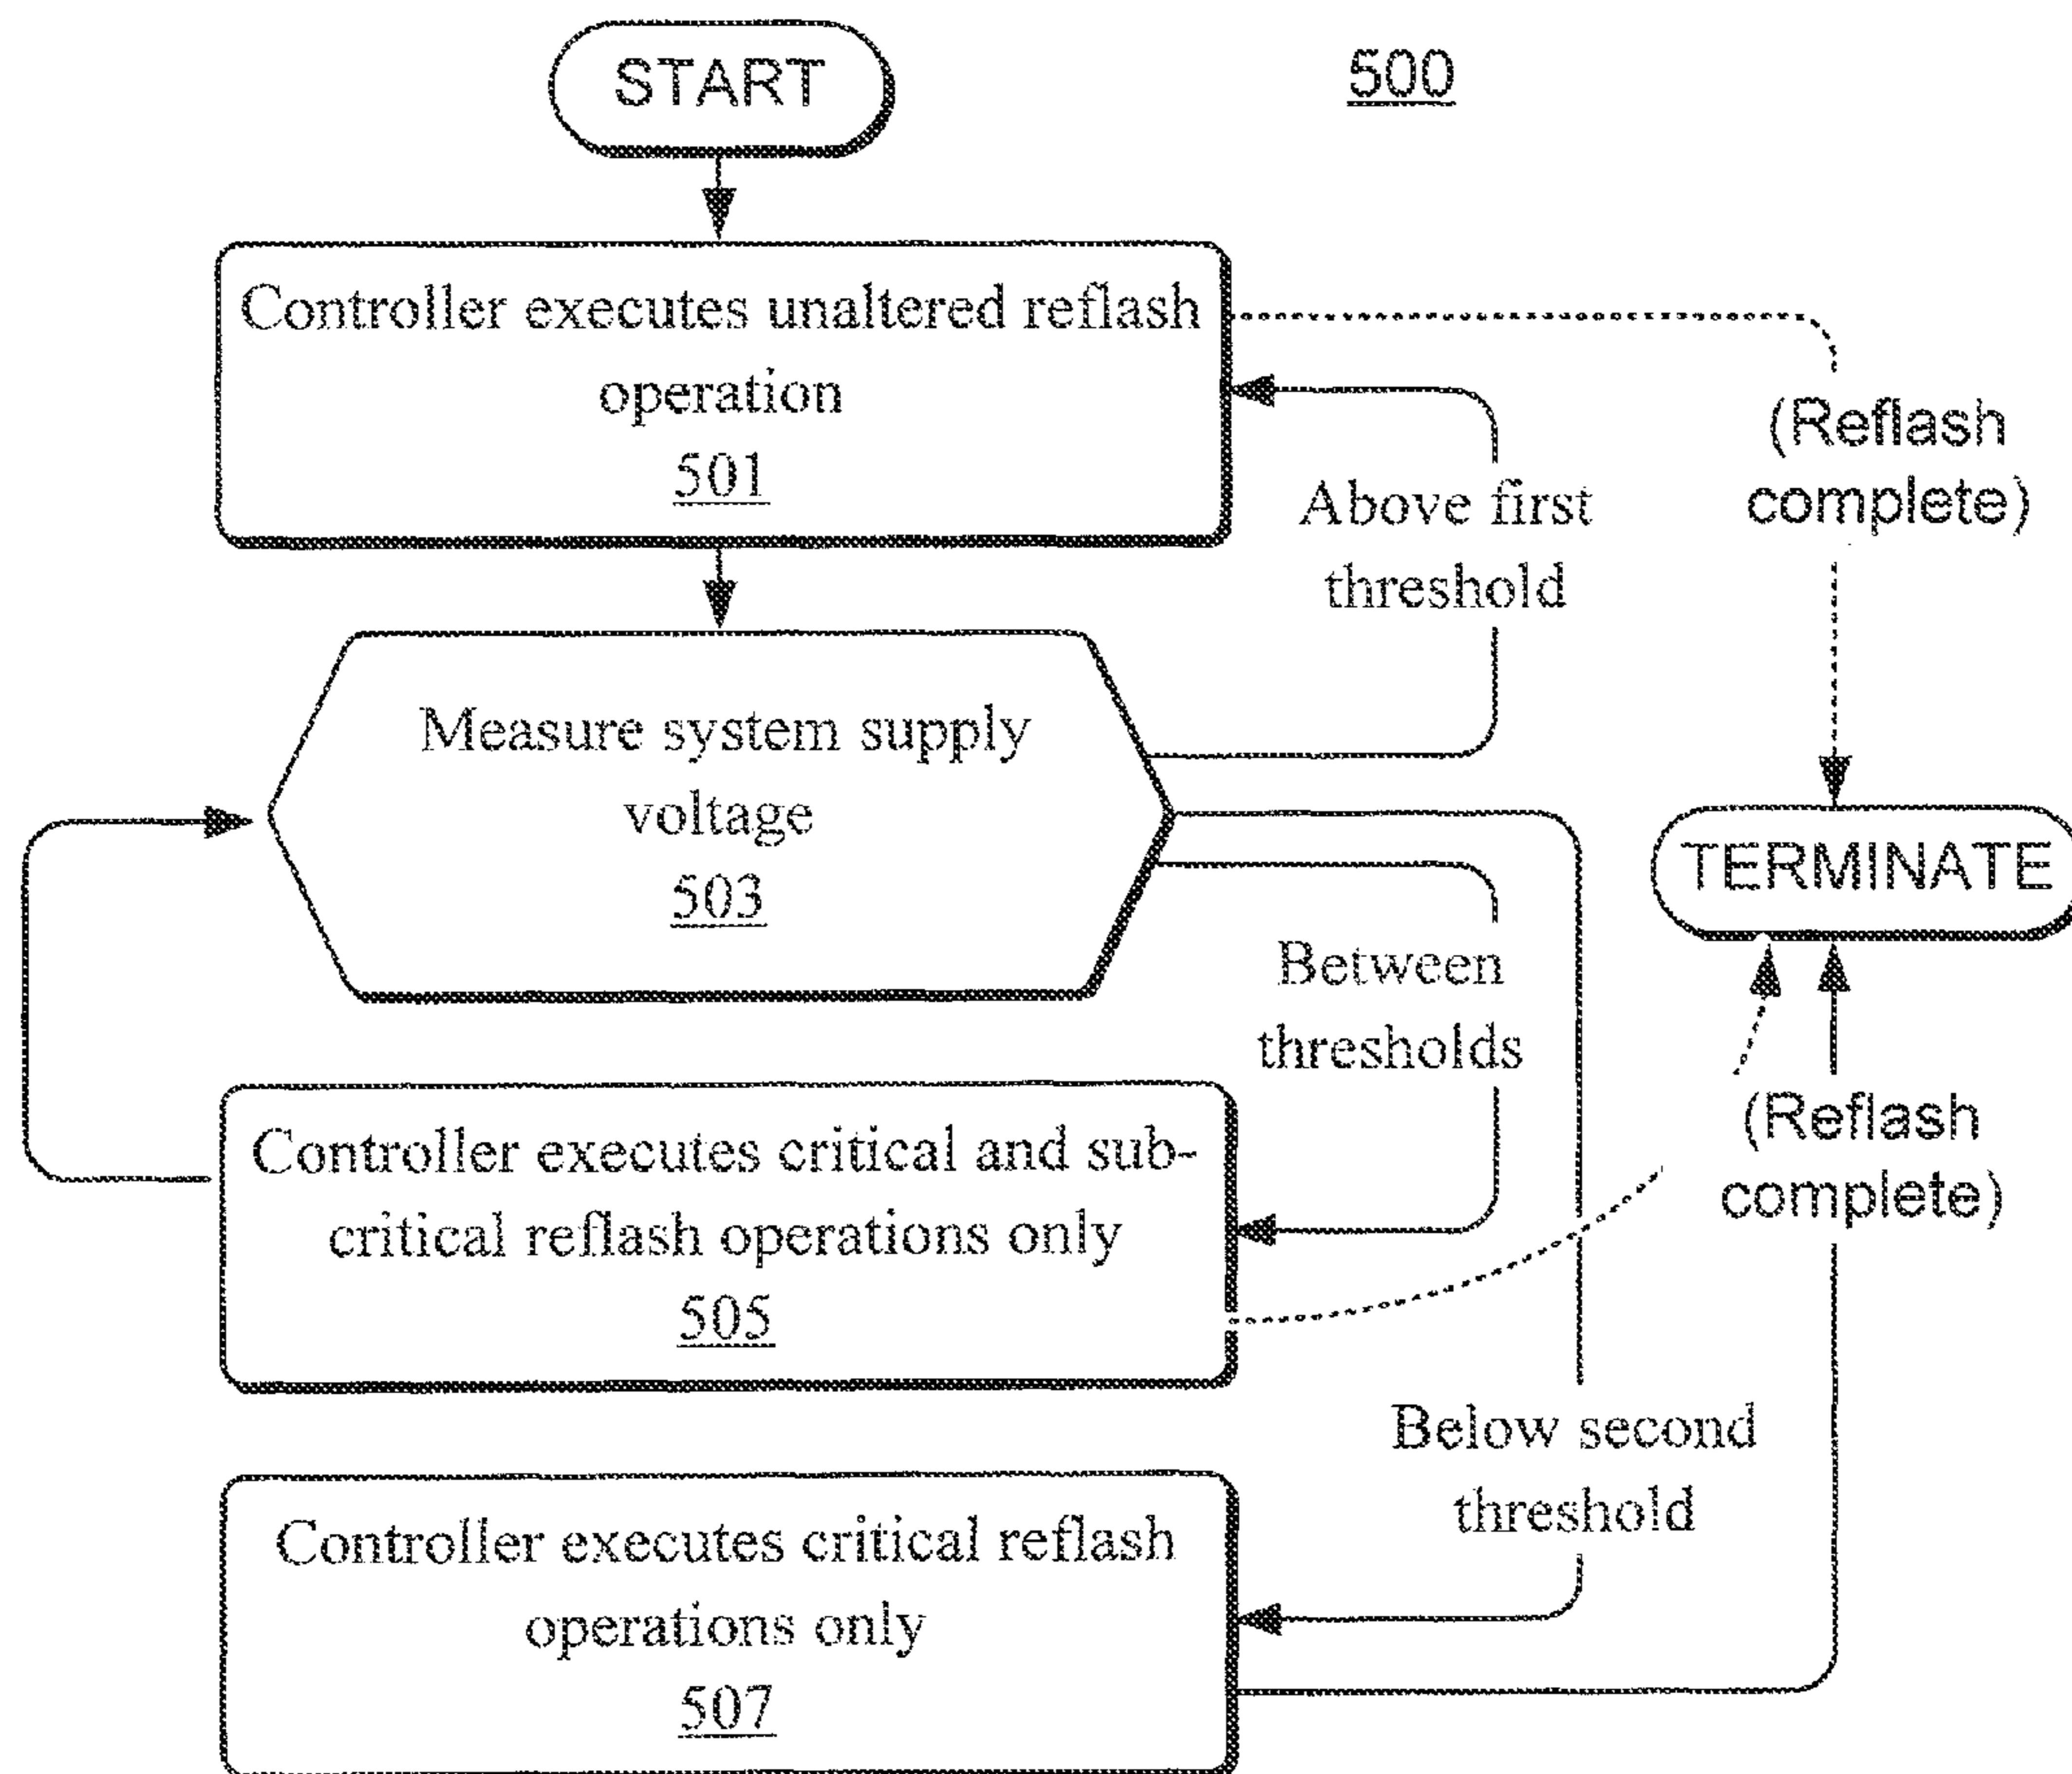 START
500
Controller executes unaltered reflash
operation
501
Above first
threshold
(Reflash
complete)
Measure system supply
voltage
503
TERMINATE
Between
thresholds
Controller executes critical and sub-
critical reflash operations only
505
(Reflash
complete)
Below second
threshold
Controller executes critical reflash
operations only
507